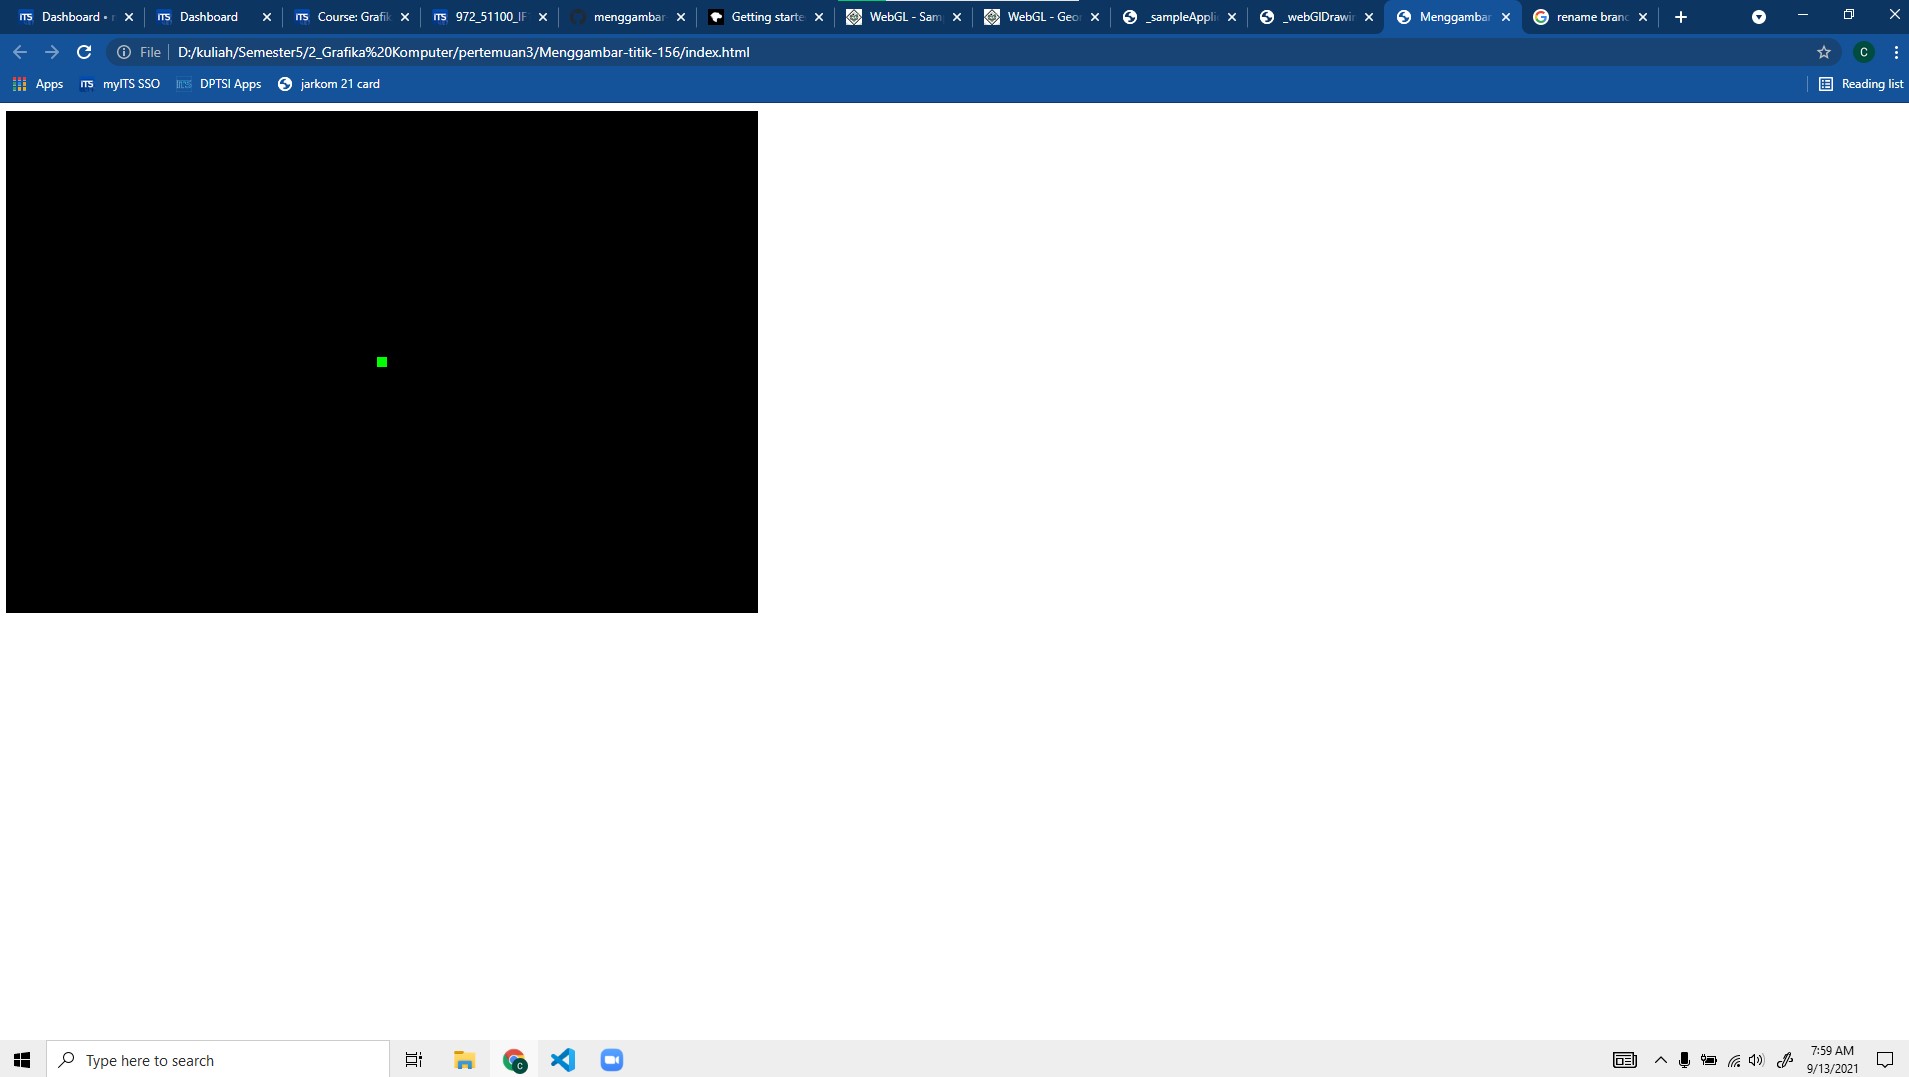 Dashboard •
Dashboard
Course: Grafik
972_51100_IF
menggambar
Getting starte
WebGL - Sam
WebGL - Geo
_sampleAppli
_webGlDrawin
Menggambar
rename branc
File
D:/kuliah/Semester5/2_Grafika%20Komputer/pertemuan3/Menggambar-titik-156/index.html
C
Apps
ITS
myITS SSO
DPTSI Apps
jarkom 21 card
Reading list
Type here to search
7:59 AM
9/13/2021